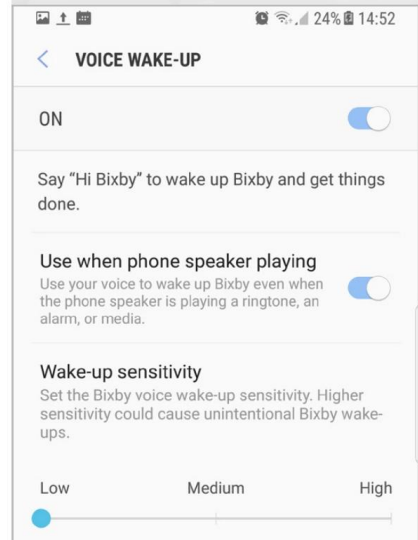 24% 14:52
VOICE WAKE-UP
ON
Say “Hi Bixby” to wake up Bixby and get things
done.
Use when phone speaker playing
Use your voice to wake up Bixby even when
the phone speaker is playing a ringtone, an
alarm, or media.
Wake-up sensitivity
Set the Bixby voice wake-up sensitivity. Higher
sensitivity could cause unintentional Bixby wake-
ups.
Low Medium High